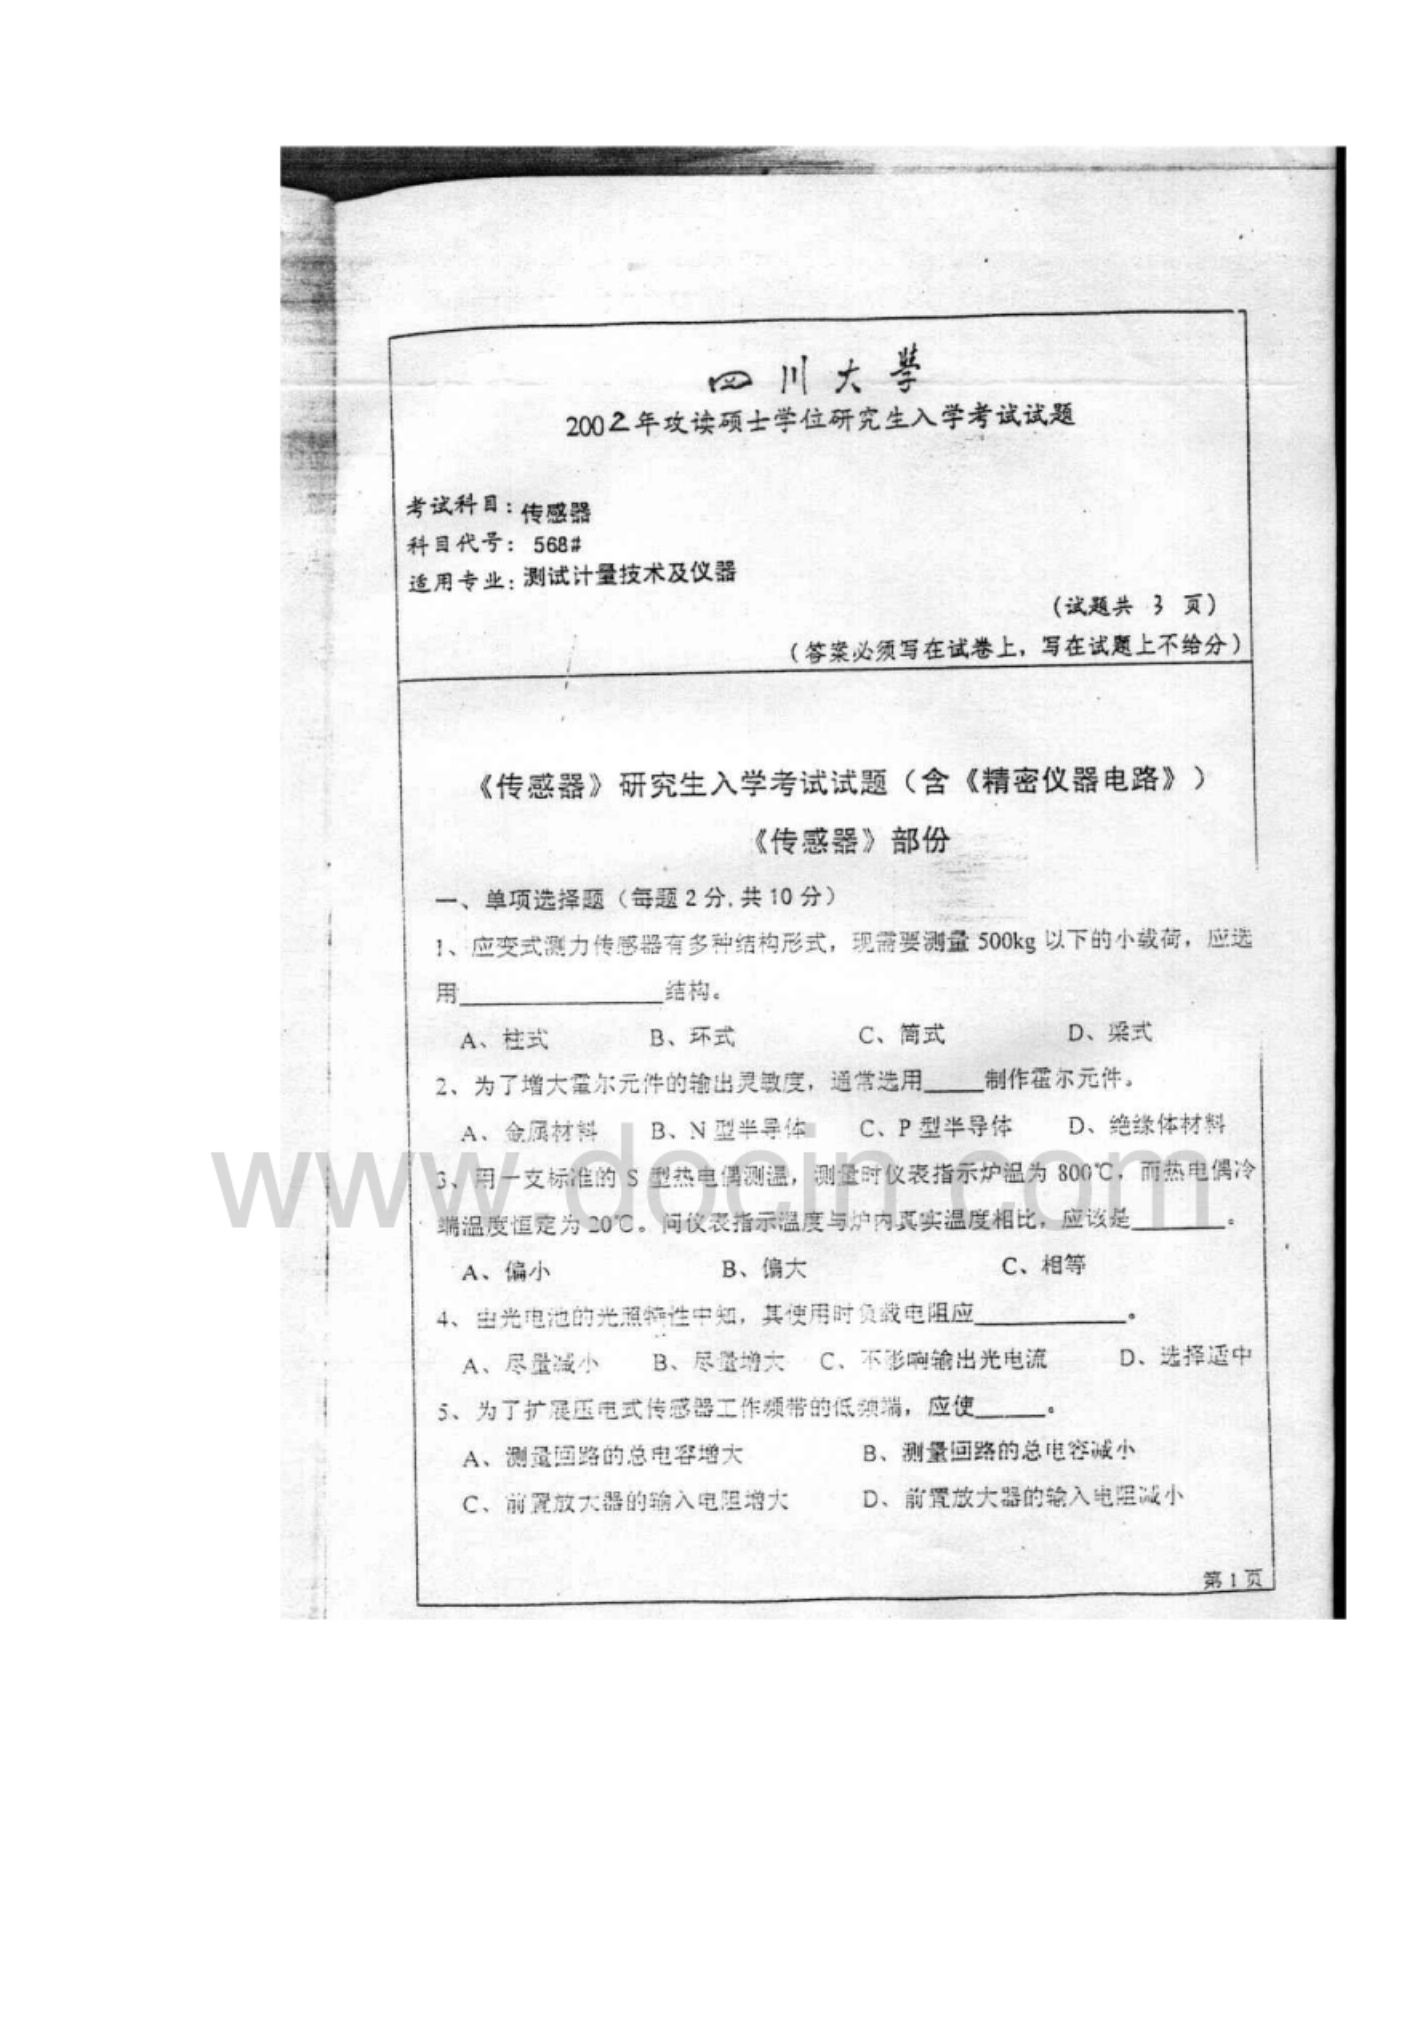 四川大學
2002年攻读硕士学位研究生入学考试试题
考试科目：传感器
科目代号： 568#
适用专业：测试计量技术及仪器
（试题共 3 页）
（答案必须写在试卷上，写在试题上不给分）
《传感器》研究生入学考试试题（含《精密仪器电路》）
《传感器》部份
一、单项选择题（每题2分,共10分）
1、应变式测力传感器有多种结构形式，现需要测量500kg以下的小载荷，应选
用________________结构。
A、柱式 B、环式 C、筒式 D、梁式
2、为了增大霍尔元件的输出灵敏度，通常选用_____制作霍尔元件。
A、金属材料 B、N型半导体 C、P型半导体 D、绝缘体材料
www.docin.com
3、用一支标准的 S 型热电偶测温，测量时仪表指示炉温为 800℃，而热电偶冷
端温度恒定为20℃。问仪表指示温度与炉内真实温度相比，应该是________。
A、偏小 B、偏大 C、相等
4、由光电池的光照特性中知，其使用时负载电阻应____________。
A、尽量减小 B、尽量增大 C、不影响输出光电流 D、选择适中
5、为了扩展压电式传感器工作频带的低频端，应使______。
A、测量回路的总电容增大 B、测量回路的总电容减小
C、前置放大器的输入电阻增大 D、前置放大器的输入电阻减小
第1页